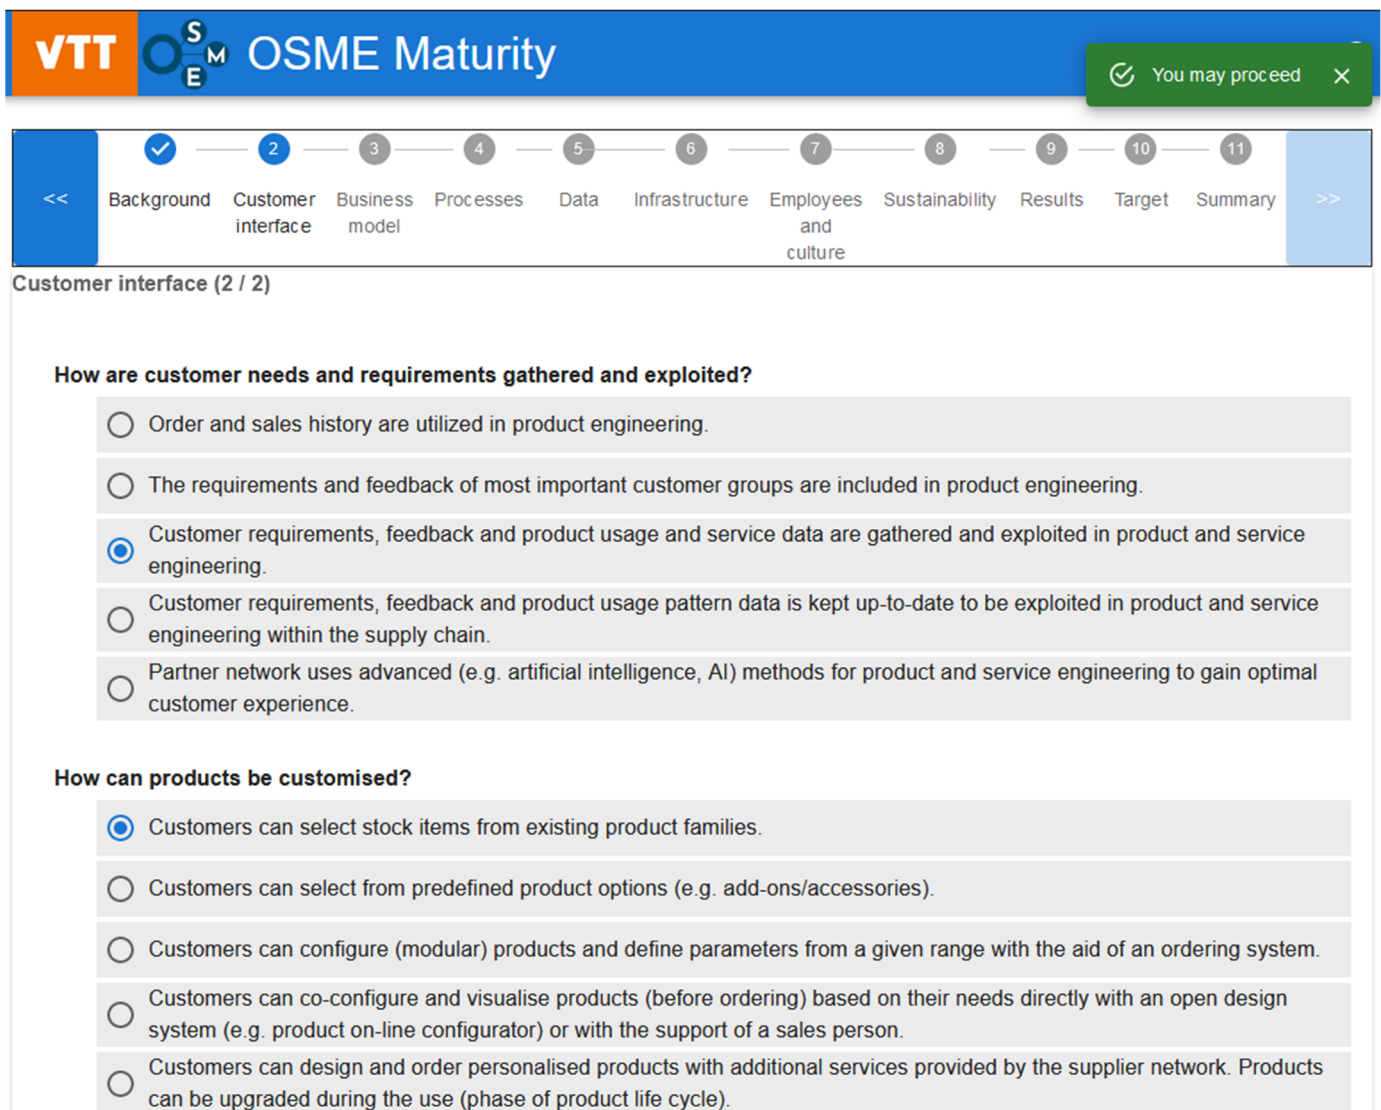 VTT OSME OSME Maturity
You may proceed
<< 2 3 4 5 6 7 8 9 10 11 >>
Background Customer Business Processes Data Infrastructure Employees Sustainability Results Target Summary
interface model and
culture
Customer interface (2 / 2)
How are customer needs and requirements gathered and exploited?
Order and sales history are utilized in product engineering.
The requirements and feedback of most important customer groups are included in product engineering.
Customer requirements, feedback and product usage and service data are gathered and exploited in product and service
engineering.
Customer requirements, feedback and product usage pattern data is kept up-to-date to be exploited in product and service
engineering within the supply chain.
Partner network uses advanced (e.g. artificial intelligence, AI) methods for product and service engineering to gain optimal
customer experience.
How can products be customised?
Customers can select stock items from existing product families.
Customers can select from predefined product options (e.g. add-ons/accessories).
Customers can configure (modular) products and define parameters from a given range with the aid of an ordering system.
Customers can co-configure and visualise products (before ordering) based on their needs directly with an open design
system (e.g. product on-line configurator) or with the support of a sales person.
Customers can design and order personalised products with additional services provided by the supplier network. Products
can be upgraded during the use (phase of product life cycle).